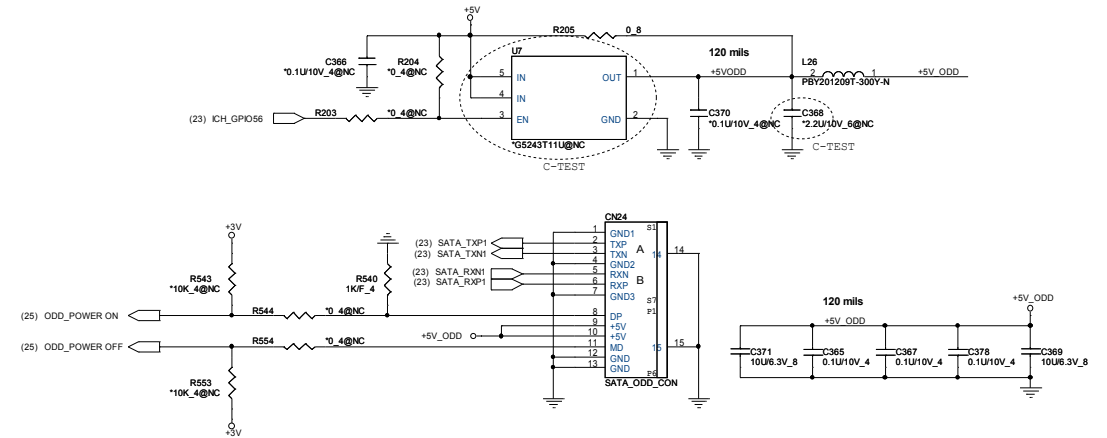 +5V
R205
0_8
U7
120 mils
C366
*0.1U/10V_4@NC
R204
*0_4@NC
5
IN
OUT
1
+5VODD
L26
2
1
+5V_ODD
PBY201209T-300Y-N
4
IN
(23) ICH_GPIO56
R203
*0_4@NC
3
EN
GND
2
C370
*0.1U/10V_4@NC
C368
*2.2U/10V_6@NC
*G5243T11U@NC
C-TEST
C-TEST
CN24
+3V
R543
*10K_4@NC
R540
1K/F_4
(23) SATA_TXP1
(23) SATA_TXN1
(23) SATA_RXN1
(23) SATA_RXP1
1
GND1
S1
2
TXP
A
3
TXN
14
14
4
GND2
5
RXN
B
6
RXP
7
GND3
S7
P1
(25) ODD_POWER ON
R544
*0_4@NC
8
DP
9
+5V
+5V_ODD
10
+5V
(25) ODD_POWER OFF
R554
*0_4@NC
11
MD
15
15
12
GND
13
GND
P6
SATA_ODD_CON
R553
*10K_4@NC
+3V
120 mils
+5V_ODD
+5V_ODD
C371
10U/6.3V_8
C365
0.1U/10V_4
C367
0.1U/10V_4
C378
0.1U/10V_4
C369
10U/6.3V_8